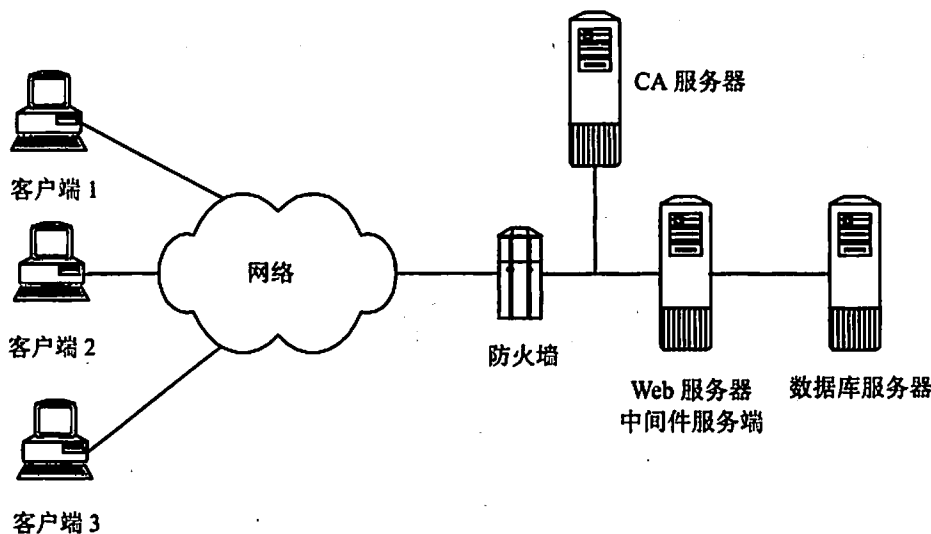 CA 服务器
客户端 1
网络
客户端 2
防火墙
Web 服务器
中间件服务端
数据库服务器
客户端 3